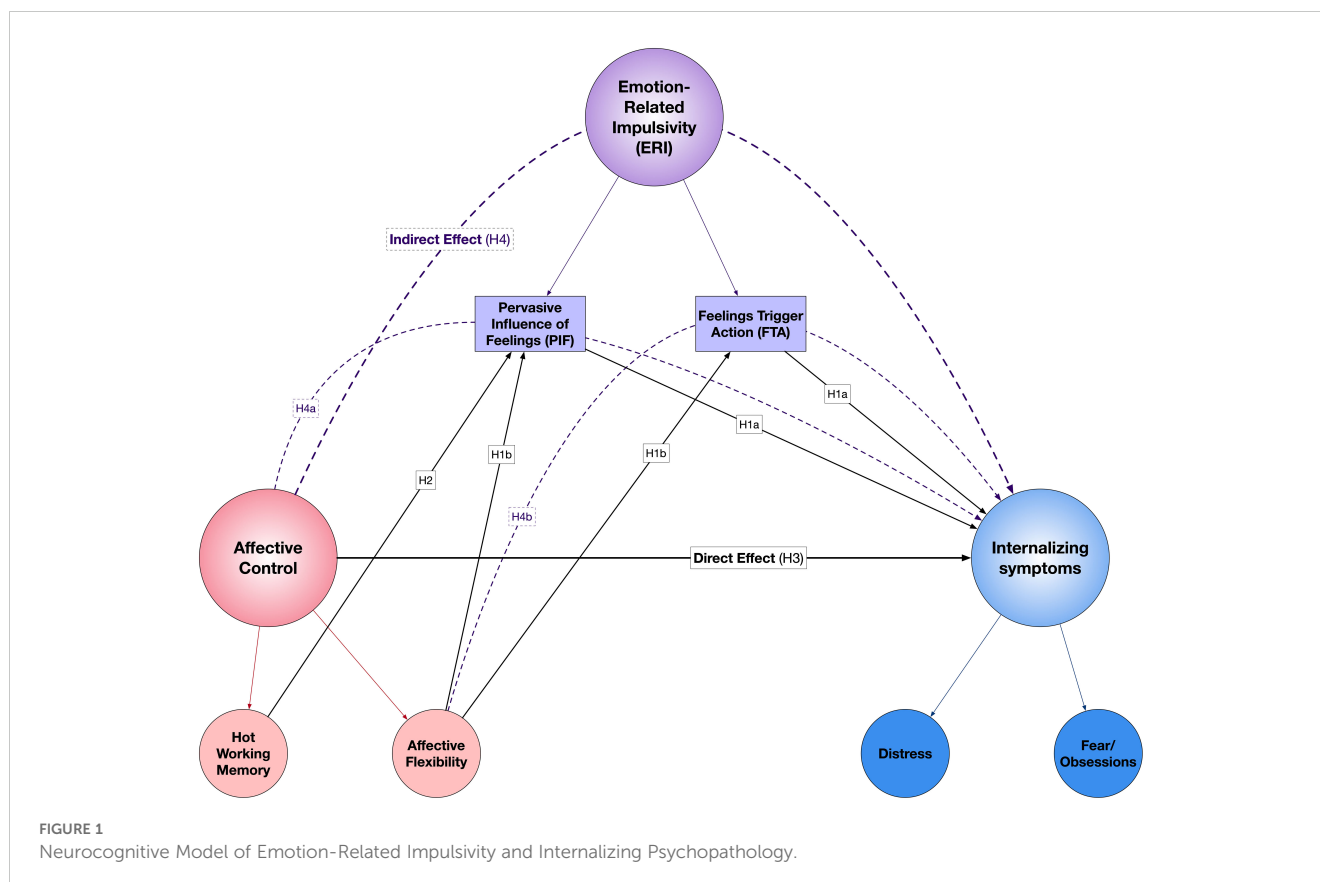 Emotion-
Related
Impulsivity
(ERI)
Indirect Effect (H4)
Pervasive
Influence of
Feelings (PIF)
Feelings Trigger
Action (FTA)
H4a
H1a
H1a
H2
H1b
H1b
H4b
Affective
Control
Direct Effect (H3)
Internalizing
symptoms
Hot
Working
Memory
Affective
Flexibility
Distress
Fear/
Obsessions
FIGURE 1
Neurocognitive Model of Emotion-Related Impulsivity and Internalizing Psychopathology.